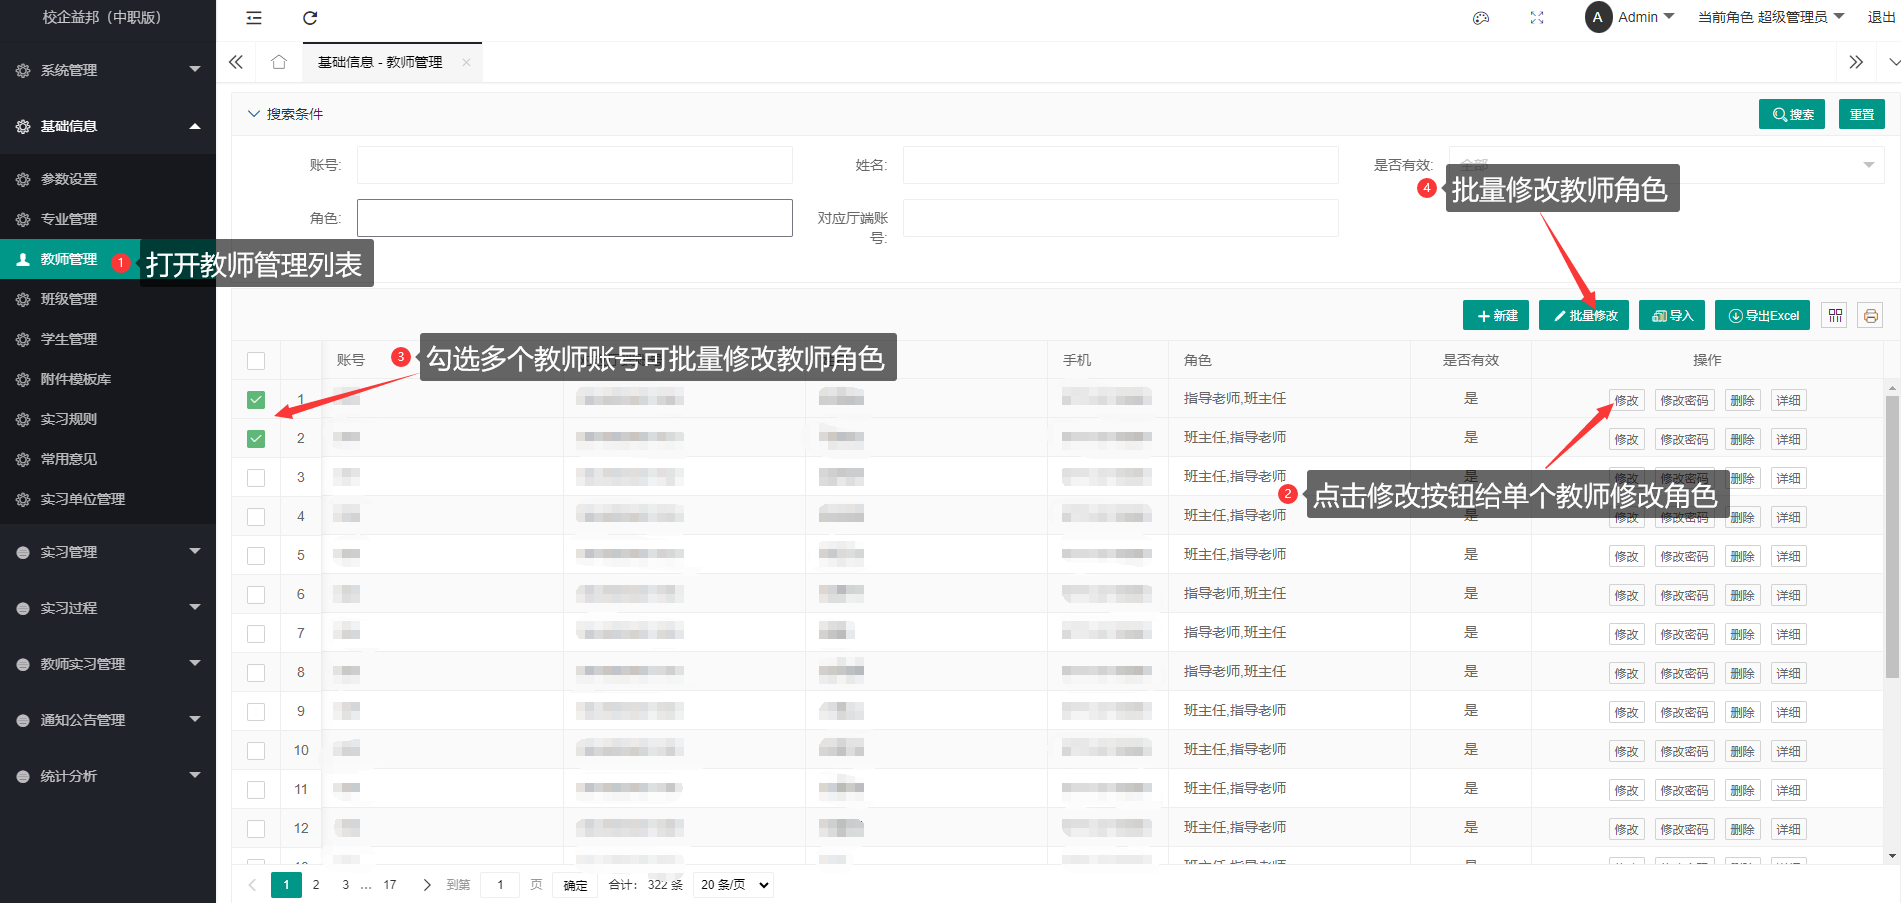 校企益邦（中职版）
Admin
当前角色 超级管理员
退出
系统管理
基础信息
参数设置
专业管理
教师管理
班级管理
学生管理
附件模板库
实习规则
常用意见
实习单位管理
实习管理
实习过程
教师实习管理
通知公告管理
统计分析
基础信息 - 教师管理
搜索条件
搜索
重置
账号:
姓名:
是否有效:
全部
角色:
对应厅端账
号:
1 打开教师管理列表
4 批量修改教师角色
新建
批量修改
导入
导出Excel
3 勾选多个教师账号可批量修改教师角色
账号 手机 角色 是否有效 操作
1 指导老师,班主任 是 修改 修改密码 删除 详细
2 班主任,指导老师 是 修改 修改密码 删除 详细
3 班主任,指导老师 是 修改 修改密码 删除 详细
2 点击修改按钮给单个教师修改角色
4 班主任,指导老师 是 修改 修改密码 删除 详细
5 班主任,指导老师 是 修改 修改密码 删除 详细
6 指导老师,班主任 是 修改 修改密码 删除 详细
7 指导老师,班主任 是 修改 修改密码 删除 详细
8 指导老师,班主任 是 修改 修改密码 删除 详细
9 班主任,指导老师 是 修改 修改密码 删除 详细
10 班主任,指导老师 是 修改 修改密码 删除 详细
11 班主任,指导老师 是 修改 修改密码 删除 详细
12 班主任,指导老师 是 修改 修改密码 删除 详细
1 2 3 ... 17 到第 1 页 确定 合计: 322 条 20 条/页